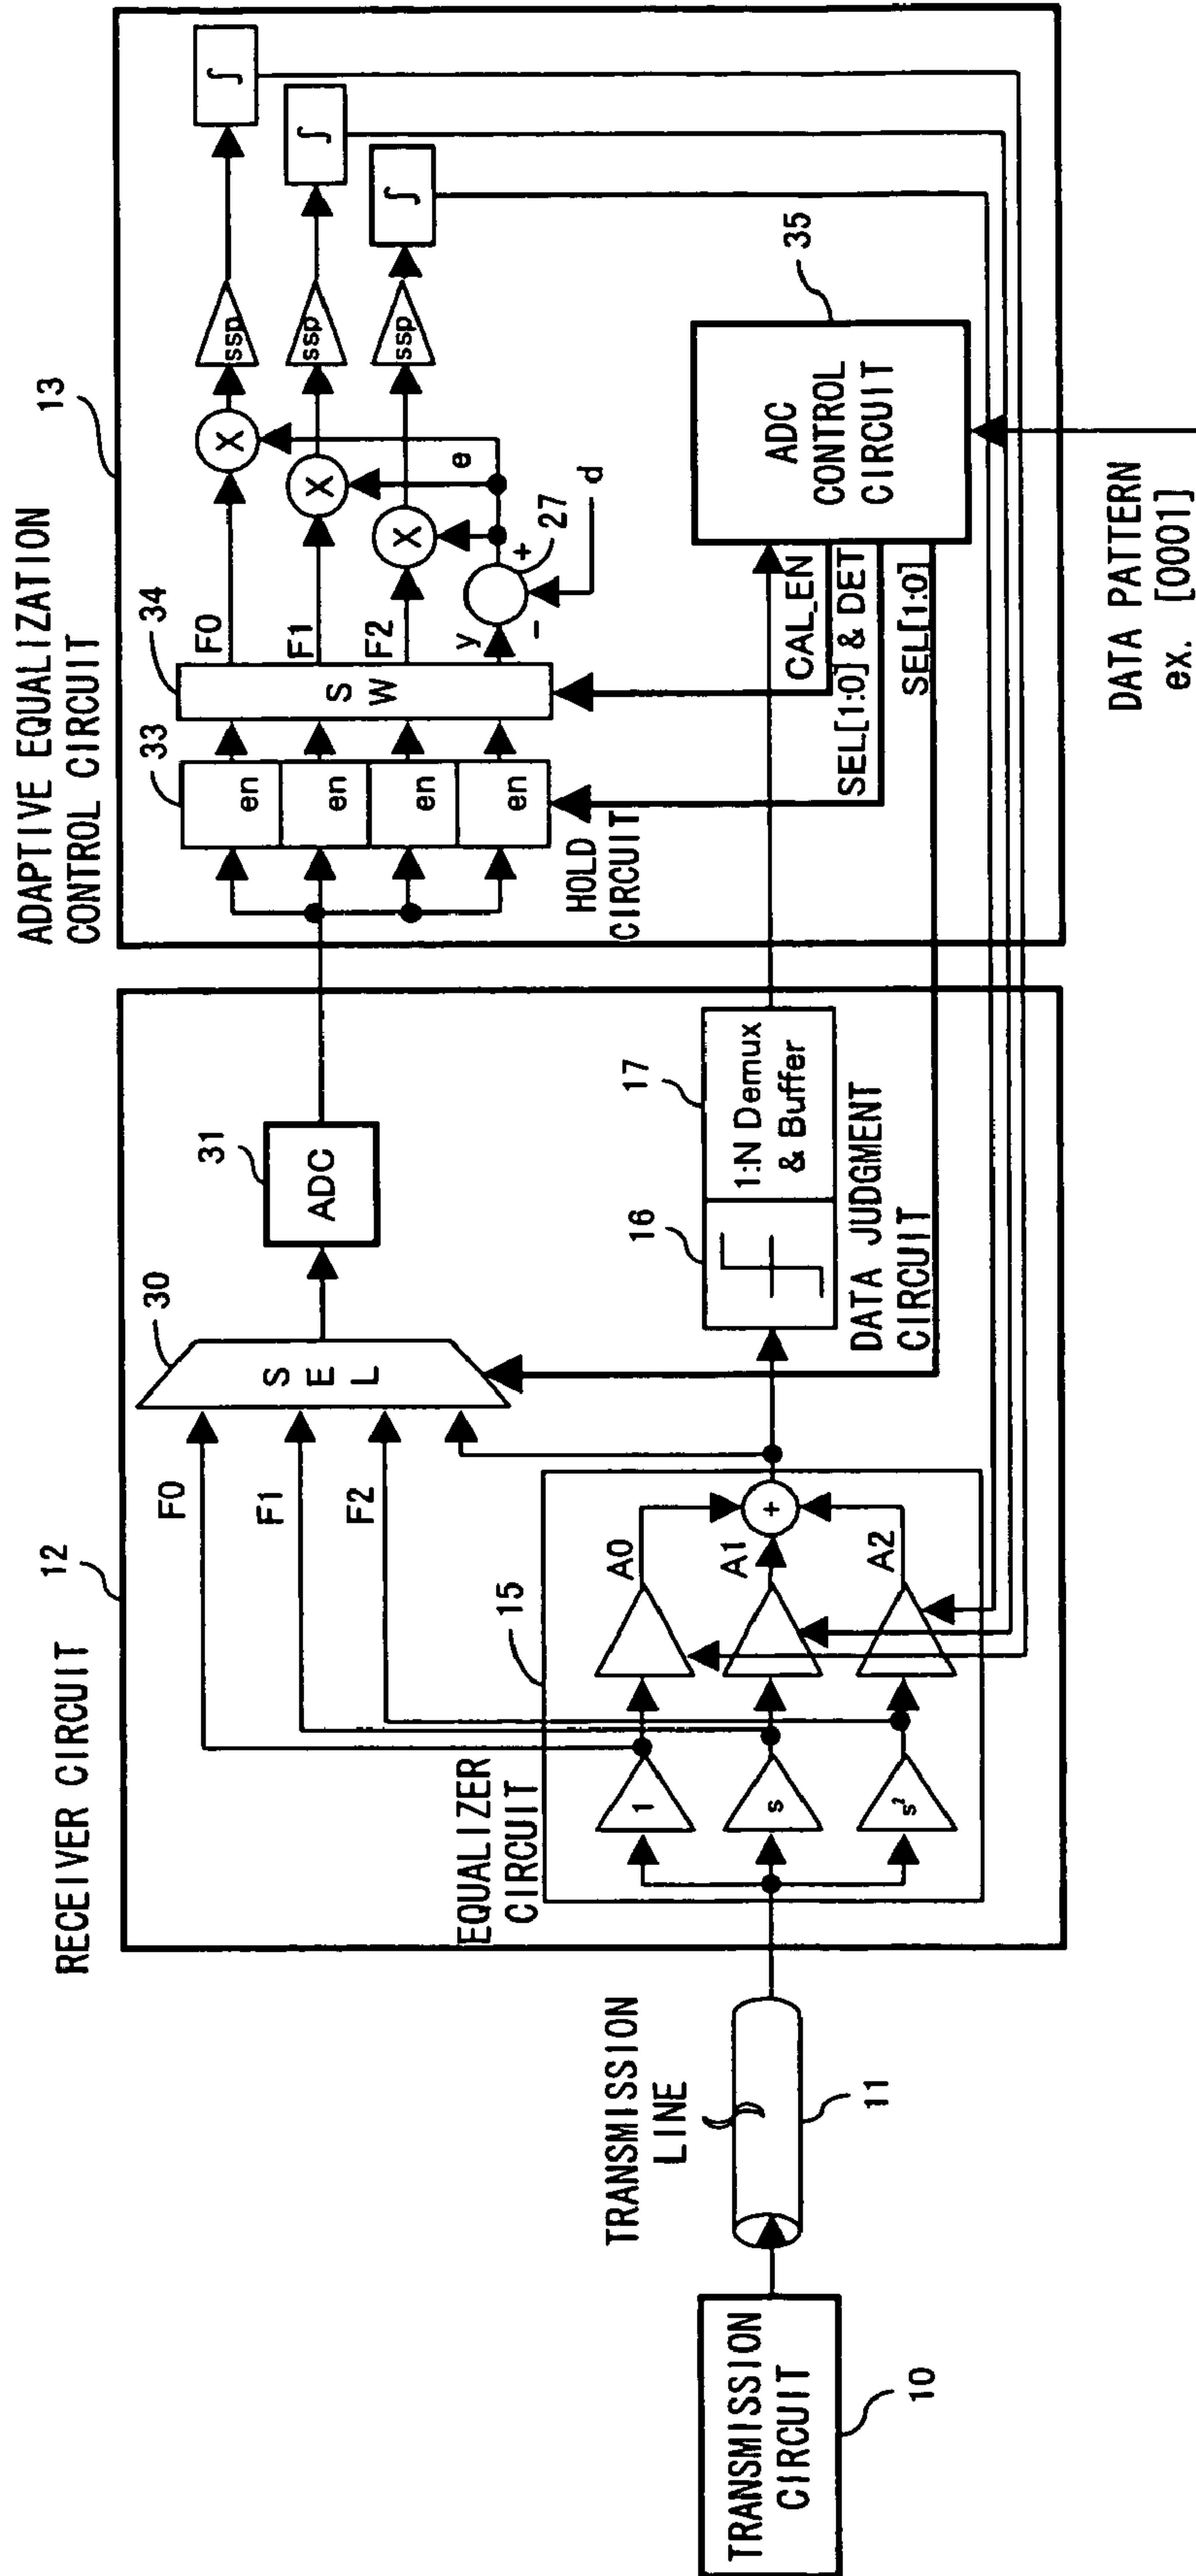 TRANSMISSION
CIRCUIT
10
TRANSMISSION
LINE
11
RECEIVER CIRCUIT
12
EQUALIZER
CIRCUIT
15
1
s
s²
A0
A1
A2
+
F0
F1
F2
SEL
30
ADC
31
16
17
1:N Demux
& Buffer
DATA JUDGMENT
CIRCUIT
ADAPTIVE EQUALIZATION
CONTROL CIRCUIT
13
33
en
en
en
en
HOLD
CIRCUIT
34
SW
F0
F1
F2
y
X
X
X
e
+
-
27
d
ssp
ssp
ssp
∫
∫
∫
CAL_EN
SEL[1:0] & DET
SEL[1:0]
ADC
CONTROL
CIRCUIT
35
DATA PATTERN
ex. [0001]